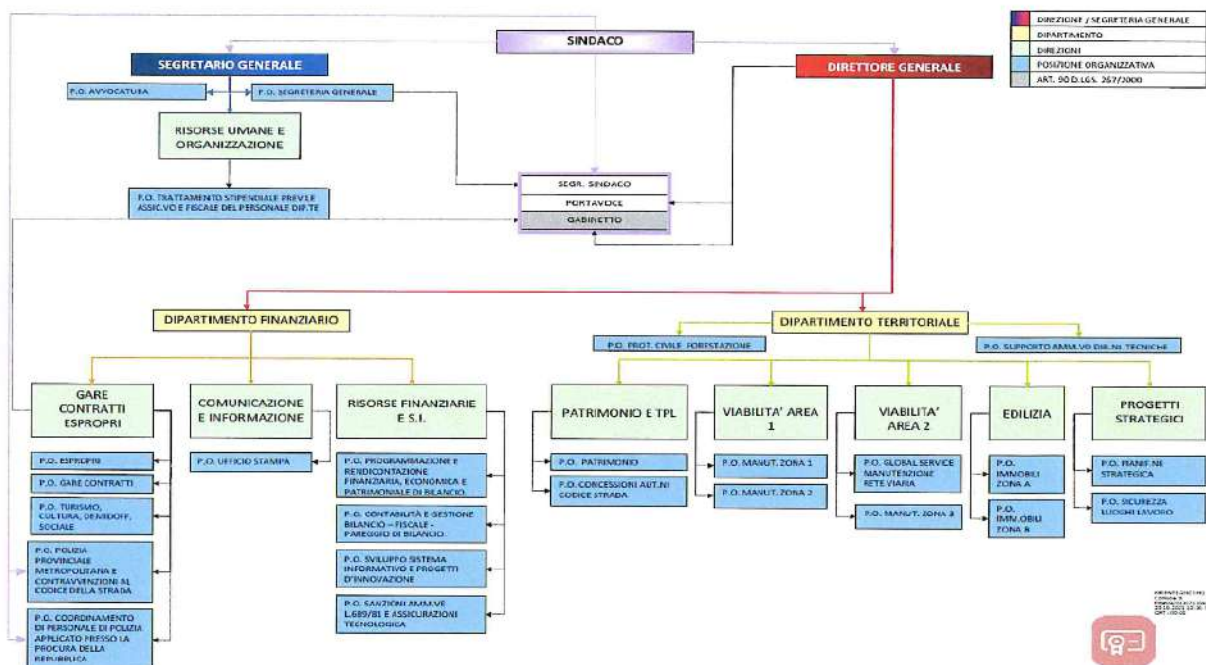 SINDACO
SEGRETARIO GENERALE
DIRETTORE GENERALE
DIREZIONE / SEGRETERIA GENERALE
DIPARTIMENTO
DIREZIONI
POSIZIONE ORGANIZZATIVA
ART. 90 D.LGS. 267/2000
P.O. AVVOCATURA
P.O. SEGRETERIA GENERALE
RISORSE UMANE E
ORGANIZZAZIONE
P.O. TRATTAMENTO STIPENDIALE PREV.LE
ASSIC.VO E FISCALE DEL PERSONALE DIP.TE
SEGR. SINDACO
PORTAVOCE
GABINETTO
DIPARTIMENTO FINANZIARIO
DIPARTIMENTO TERRITORIALE
P.O. PROT. CIVILE FORESTAZIONE
P.O. SUPPORTO AMM.VO DIR.NI TECNICHE
GARE
CONTRATTI
ESPROPRI
COMUNICAZIONE
E INFORMAZIONE
RISORSE FINANZIARIE
E S.I.
PATRIMONIO E TPL
VIABILITA' AREA
1
VIABILITA'
AREA 2
EDILIZIA
PROGETTI
STRATEGICI
P.O. ESPROPRI
P.O. GARE CONTRATTI
P.O. TURISMO,
CULTURA, DEMIDOFF,
SOCIALE
P.O. POLIZIA
PROVINCIALE
METROPOLITANA E
CONTRAVVENZIONI AL
CODICE DELLA STRADA
P.O. COORDINAMENTO
DI PERSONALE DI POLIZIA
APPLICATO PRESSO LA
PROCURA DELLA
REPUBBLICA
P.O. UFFICIO STAMPA
P.O. PROGRAMMAZIONE E
RENDICONTAZIONE
FINANZIARIA, ECONOMICA E
PATRIMONIALE DI BILANCIO.
P.O. CONTABILITÀ E GESTIONE
BILANCIO – FISCALE -
PAREGGIO DI BILANCIO.
P.O. SVILUPPO SISTEMA
INFORMATIVO E PROGETTI
D'INNOVAZIONE
P.O. SANZIONI AMM.VE
L.689/81 E ASSICURAZIONI
TECNOLOGICA
P.O. PATRIMONIO
P.O. CONCESSIONI AUT.NI
CODICE STRADA
P.O. MANUT. ZONA 1
P.O. MANUT. ZONA 2
P.O. GLOBAL SERVICE
MANUTENZIONE
RETE VIARIA
P.O. MANUT. ZONA 3
P.O.
IMMOBILI
ZONA A
P.O.
IMMOBILI
ZONA B
P.O. PIANIF.NE
STRATEGICA
P.O. SICUREZZA
LUOGHI LAVORO